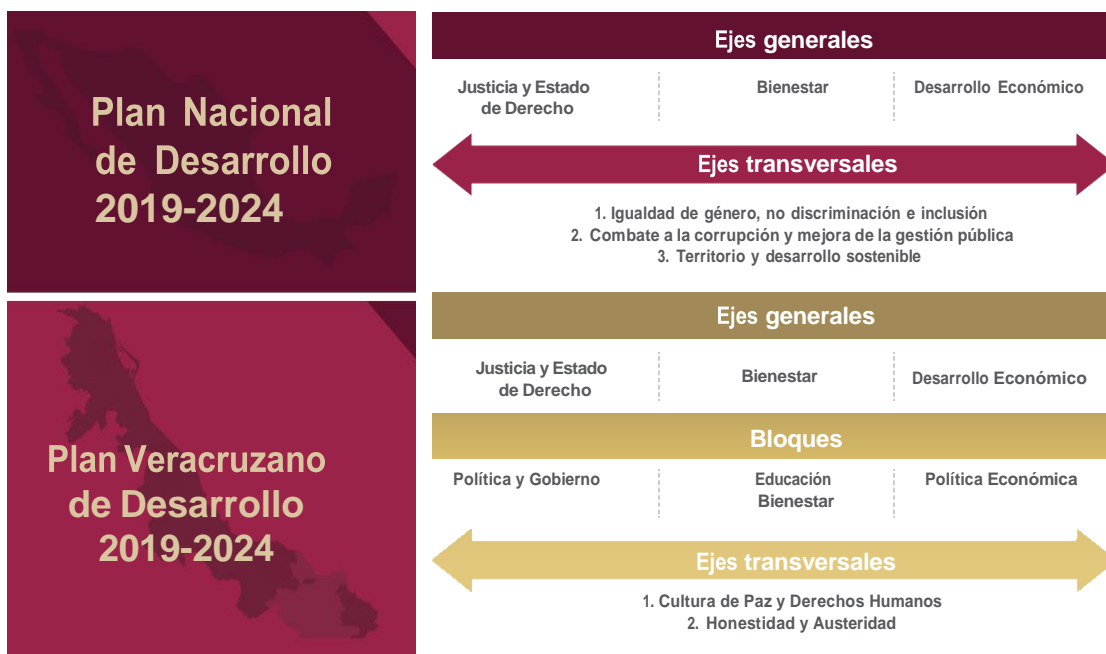 Plan Nacional
de Desarrollo
2019-2024
Ejes generales
Justicia y Estado
de Derecho
Bienestar
Desarrollo Económico
Ejes transversales
1. Igualdad de género, no discriminación e inclusión
2. Combate a la corrupción y mejora de la gestión pública
3. Territorio y desarrollo sostenible
Plan Veracruzano
de Desarrollo
2019-2024
Ejes generales
Justicia y Estado
de Derecho
Bienestar
Desarrollo Económico
Bloques
Política y Gobierno
Educación
Bienestar
Política Económica
Ejes transversales
1. Cultura de Paz y Derechos Humanos
2. Honestidad y Austeridad